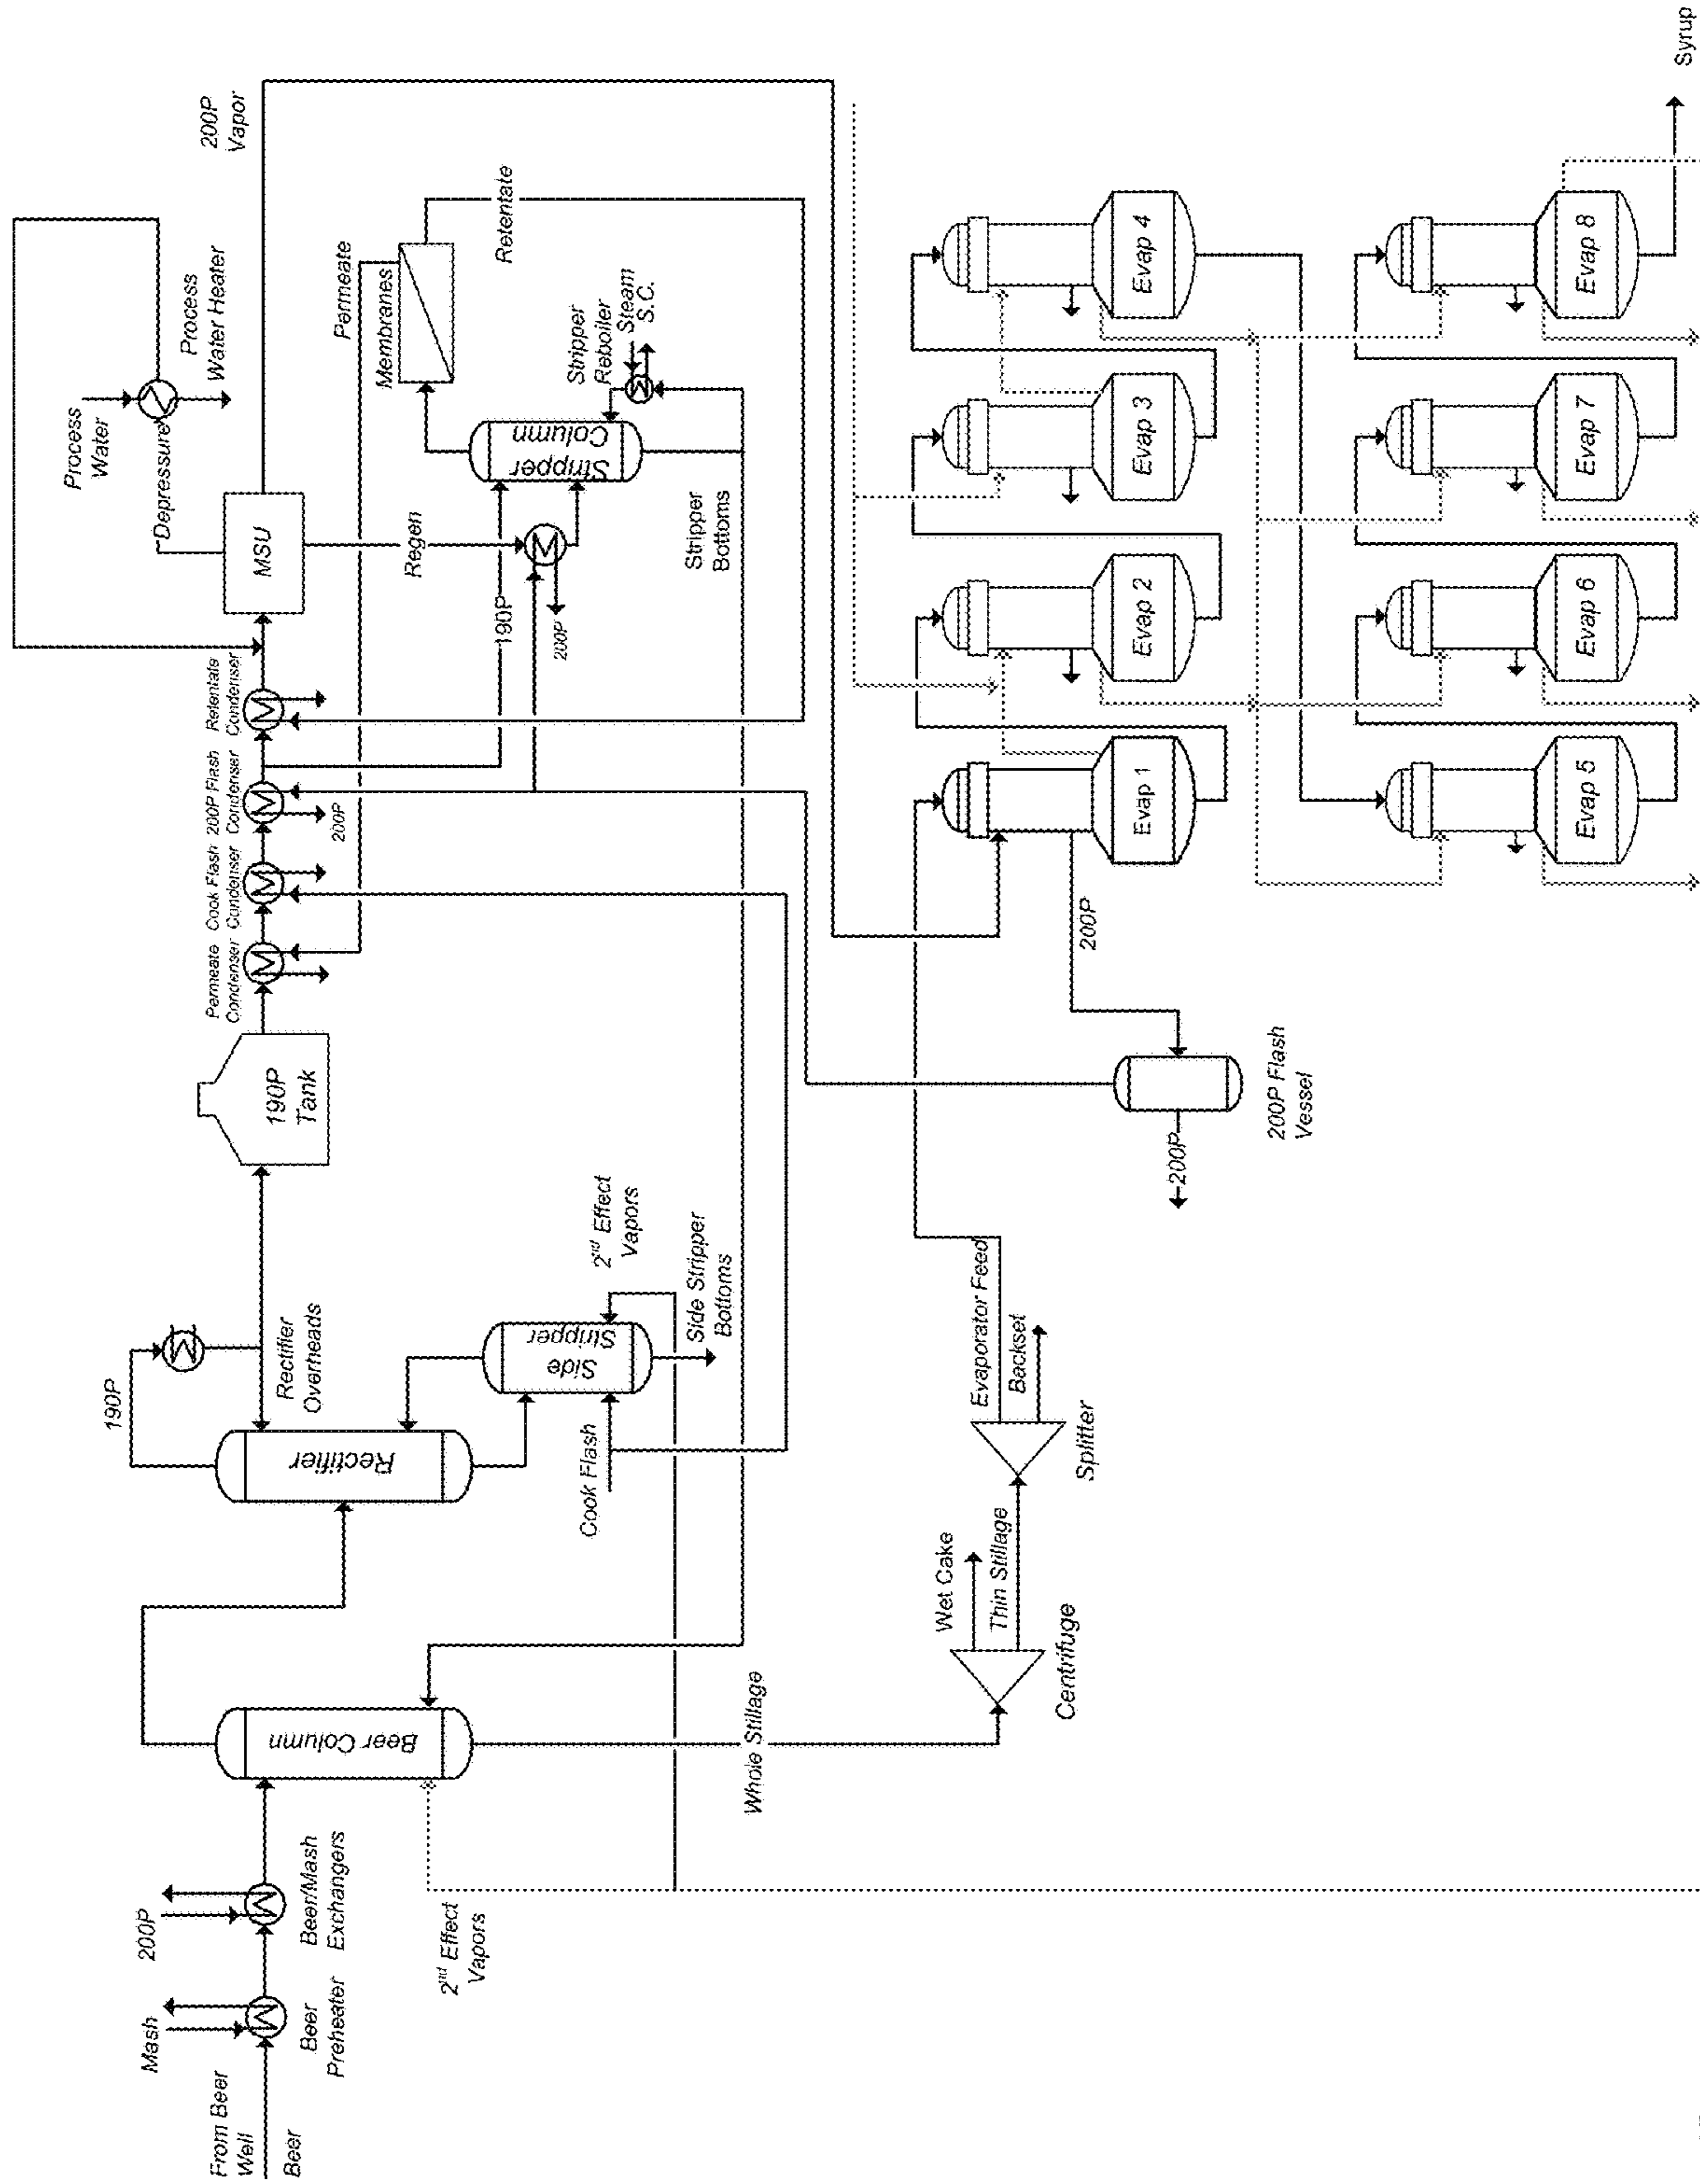 From Beer
Well
Beer
Mash
Beer
Preheater
200P
Beer/Mash
Exchangers
2nd Effect
Vapors
Beer Column
Whole Stillage
190P
Rectifier
Rectifier
Overheads
Side
Stripper
Cook Flash
2nd Effect
Vapors
Side Stripper
Bottoms
190P
Tank
Permeate
Condenser
Cook Flash
Condenser
200P Flash
Condenser
200P
Retentate
Condenser
MSU
Depressure
Process
Water
Process
Water Heater
200P
Vapor
Regen
190P
200P
Stripper
Column
Stripper
Reboiler
Steam
S.C.
Stripper
Bottoms
Membranes
Permeate
Retentate
Centrifuge
Wet Cake
Thin Stillage
Splitter
Evaporator Feed
Backset
200P
200P Flash
Vessel
200P
Evap 1
Evap 2
Evap 3
Evap 4
Evap 5
Evap 6
Evap 7
Evap 8
Syrup